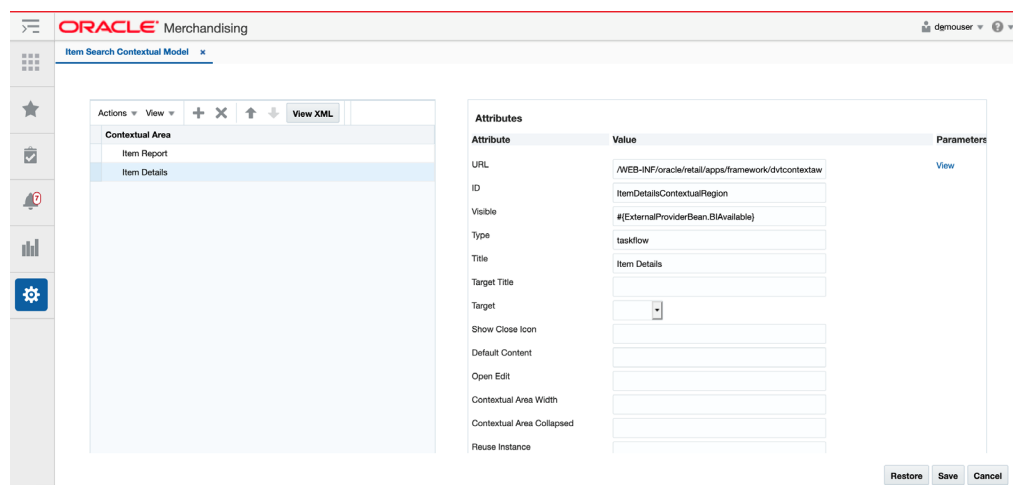 ORACLE Merchandising
demouser
Item Search Contextual Model ×
7
Actions View View XML
Contextual Area
Item Report
Item Details
Attributes
Attribute Value Parameters
URL /WEB-INF/oracle/retail/apps/framework/dvtcontextaw View
ID ItemDetailsContextualRegion
Visible #{ExternalProviderBean.BIAvailable}
Type taskflow
Title Item Details
Target Title
Target
Show Close Icon
Default Content
Open Edit
Contextual Area Width
Contextual Area Collapsed
Reuse Instance
Restore Save Cancel